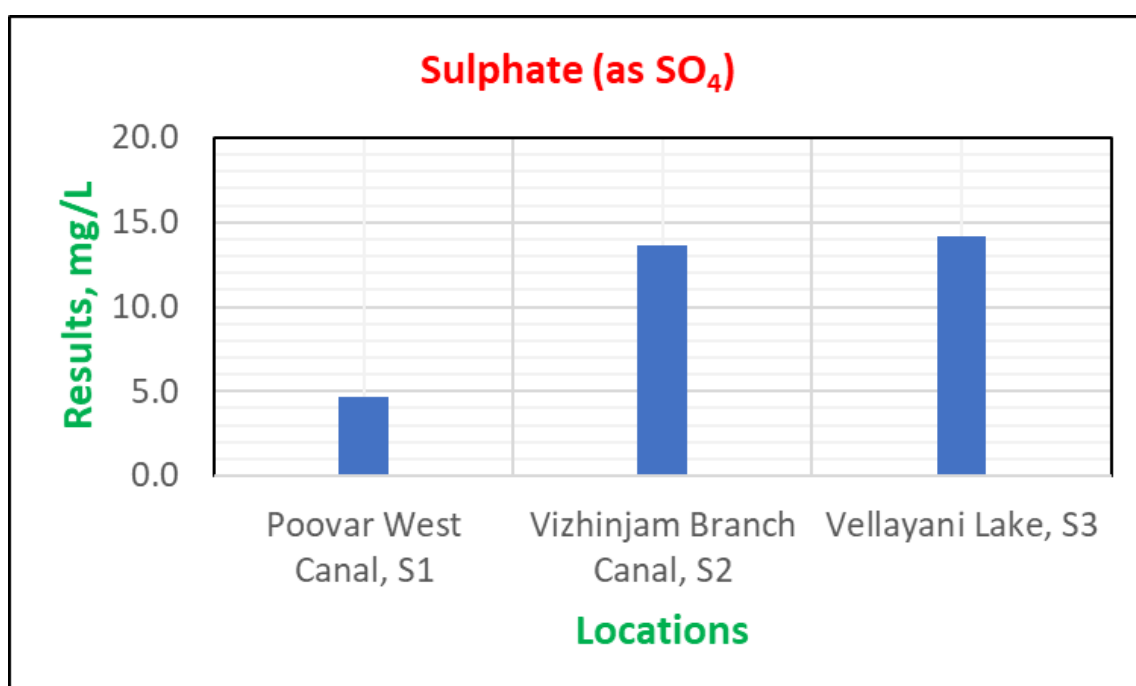 Sulphate (as SO₄)
Results, mg/L
20.0
15.0
10.0
5.0
0.0
Poovar West
Canal, S1
Vizhinjam Branch
Canal, S2
Vellayani Lake, S3
Locations